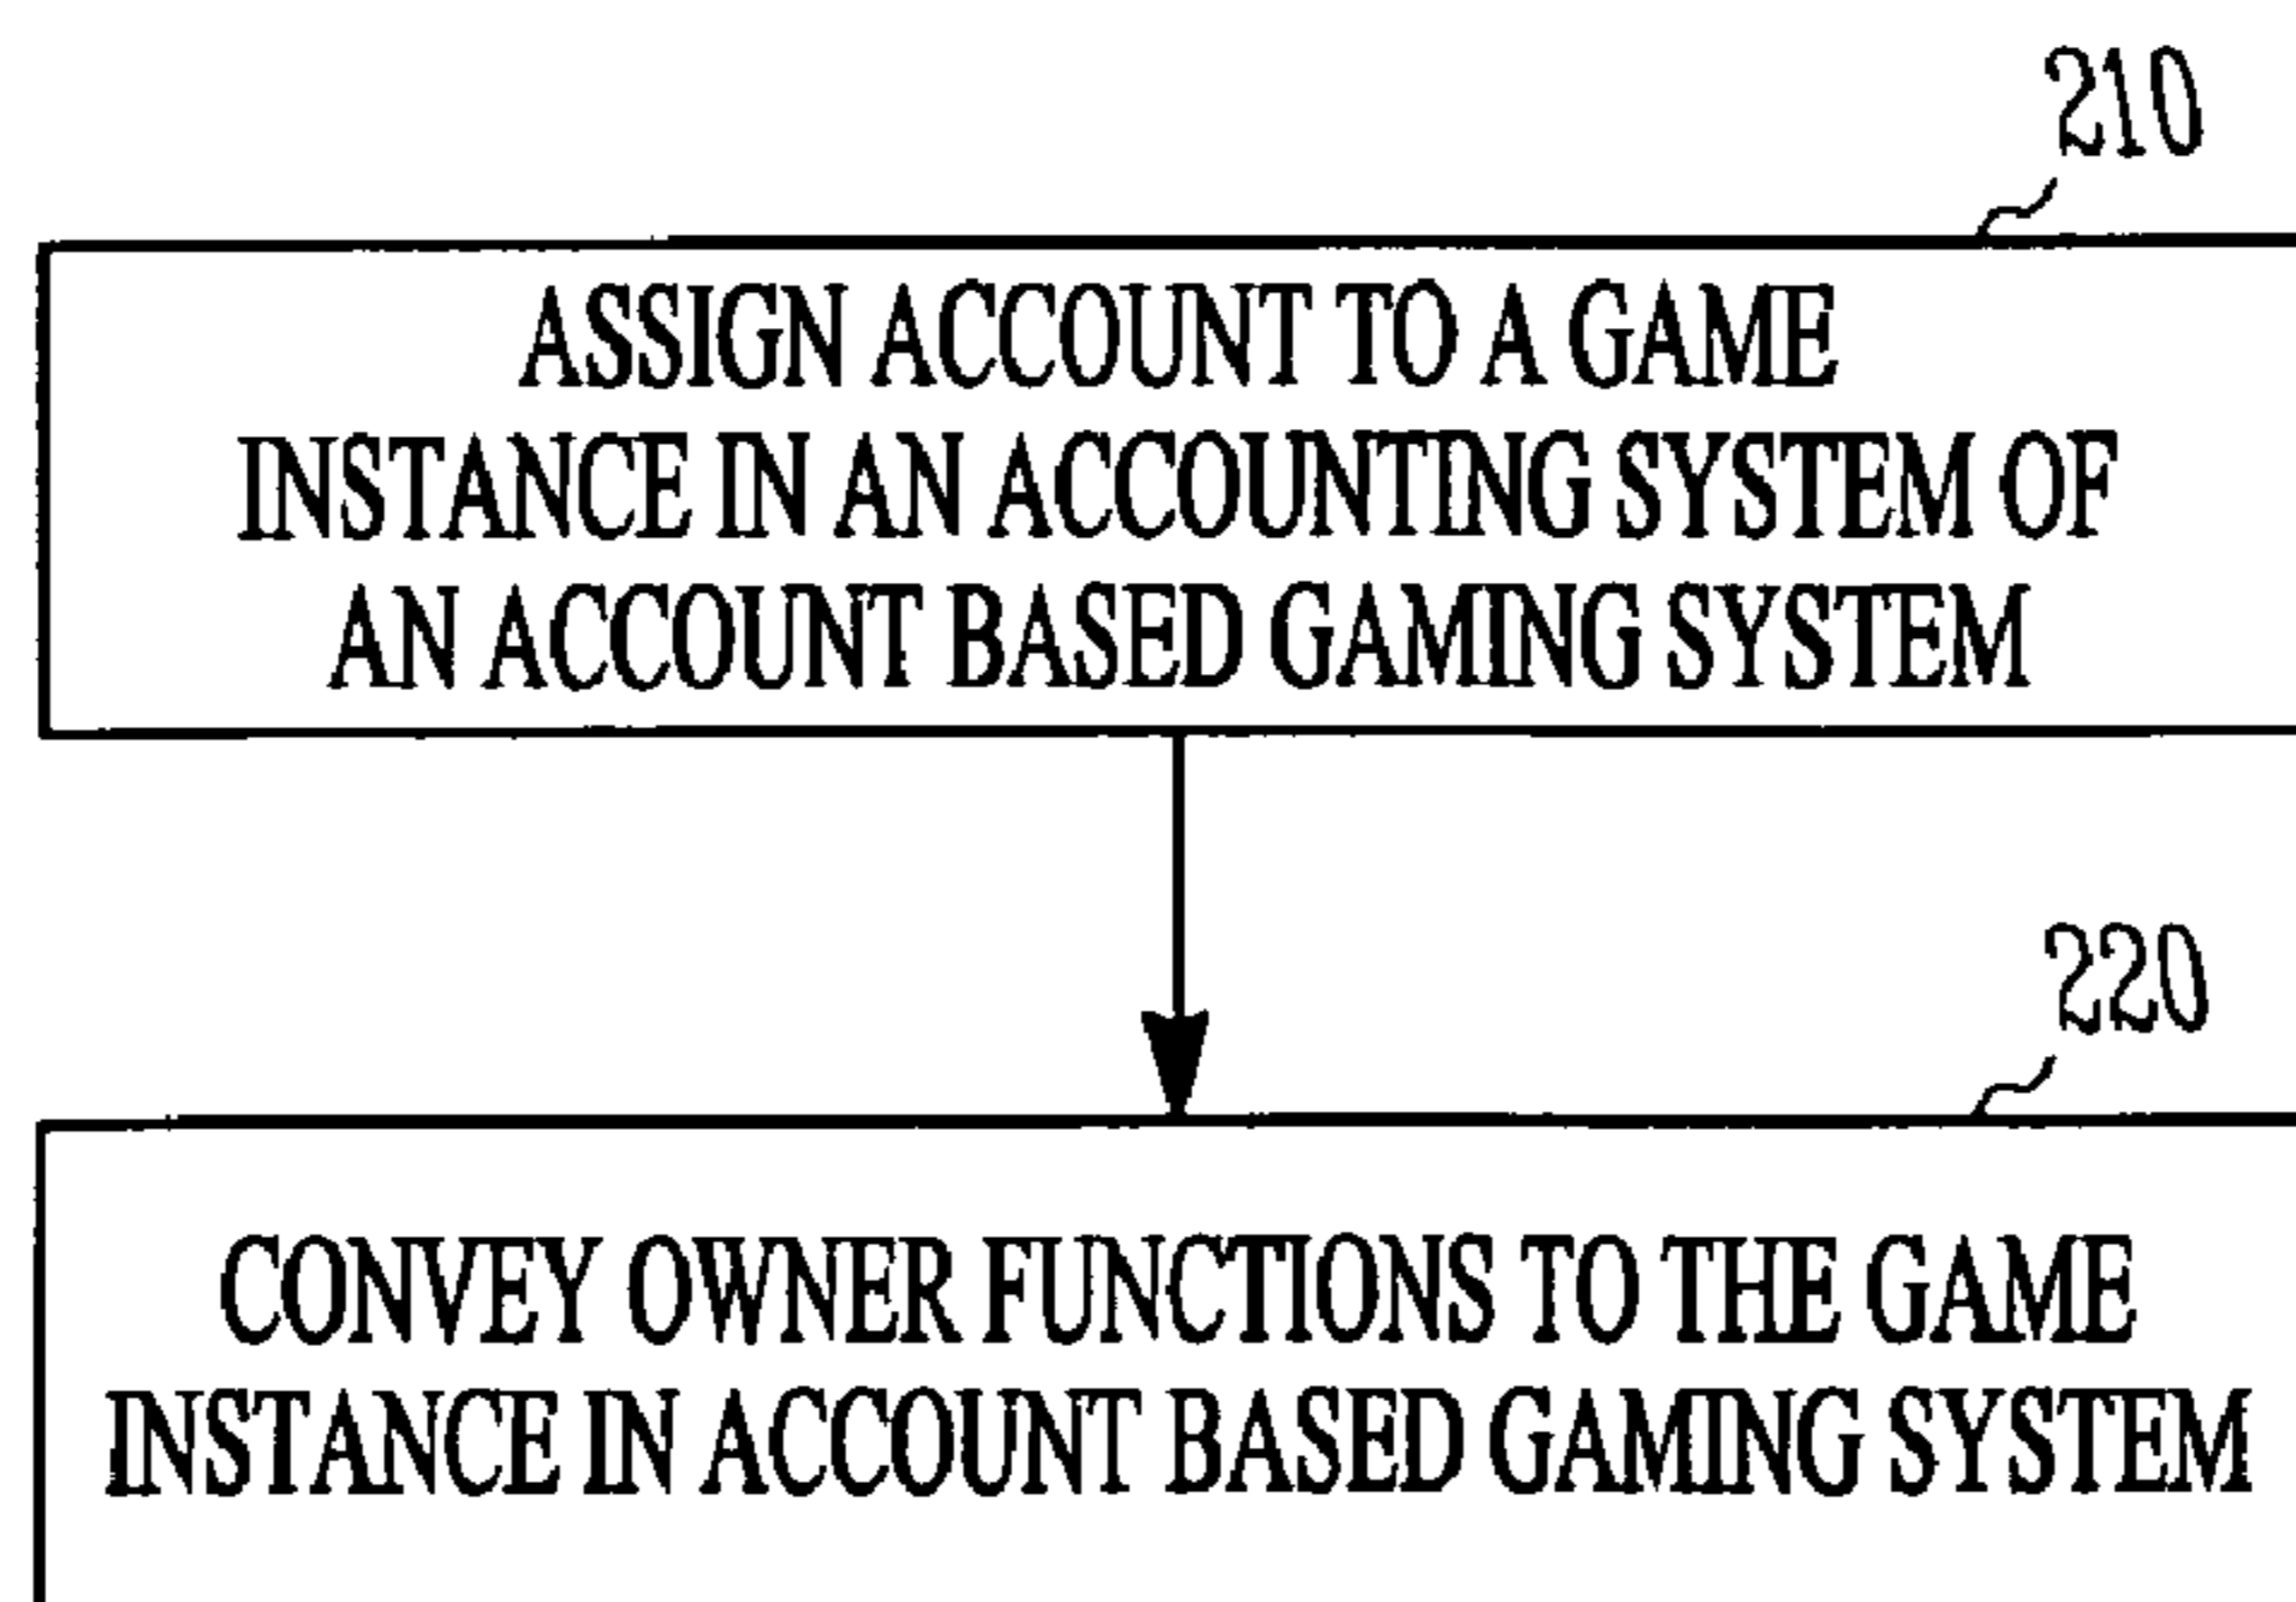 210
ASSIGN ACCOUNT TO A GAME
INSTANCE IN AN ACCOUNTING SYSTEM OF
AN ACCOUNT BASED GAMING SYSTEM
220
CONVEY OWNER FUNCTIONS TO THE GAME
INSTANCE IN ACCOUNT BASED GAMING SYSTEM